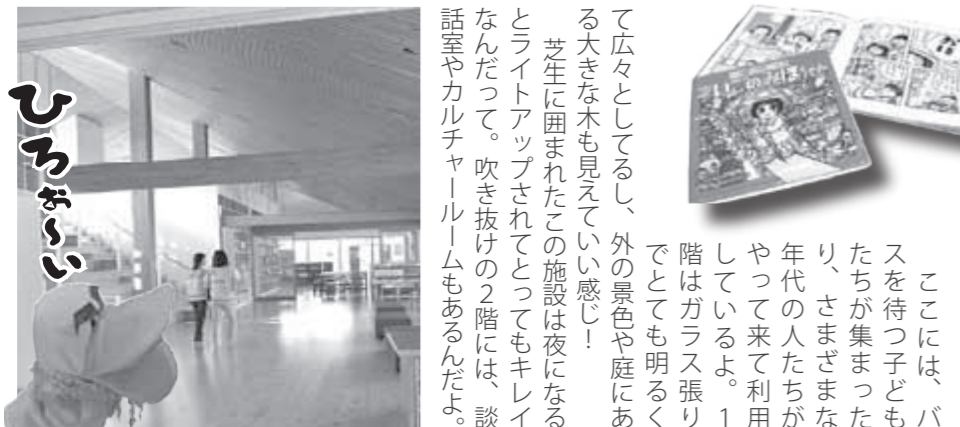 ここには、バ
スを待つ子ども
たちが集まった
り、さまざまな
年代の人たちが
やって来て利用
しているよ。1
階はガラス張り
でとても明るく
て広々としてるし、外の景色や庭にあ
る大きな木も見えていい感じ！
芝生に囲まれたこの施設は夜になる
とライトアップされてとってもキレイ
なんだって。吹き抜けの2階には、談
話室やカルチャールームもあるんだよ。
ひろぉ～い